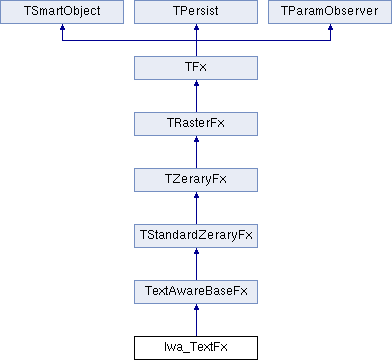 TSmartObject TPersist TParamObserver
TFx
TRasterFx
TZeraryFx
TStandardZeraryFx
TextAwareBaseFx
Iwa_TextFx